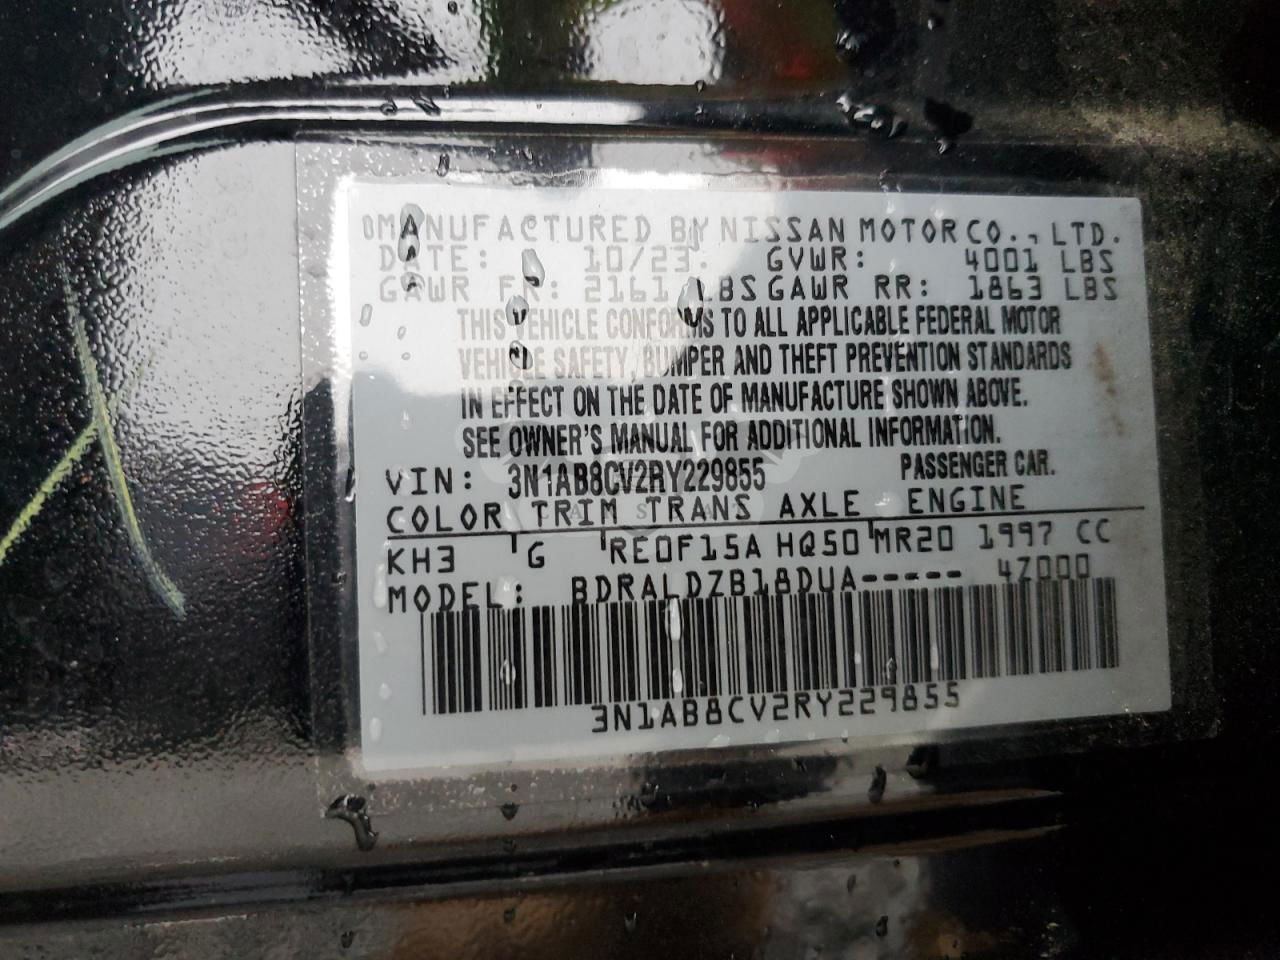 MANUFACTURED BY NISSAN MOTOR CO., LTD.
DATE: 10/23 GVWR: 4001 LBS
GAWR FR: 2161 LBS GAWR RR: 1863 LBS
THIS VEHICLE CONFORMS TO ALL APPLICABLE FEDERAL MOTOR
VEHICLE SAFETY, BUMPER AND THEFT PREVENTION STANDARDS
IN EFFECT ON THE DATE OF MANUFACTURE SHOWN ABOVE.
SEE OWNER'S MANUAL FOR ADDITIONAL INFORMATION.
VIN: 3N1AB8CV2RY229855 PASSENGER CAR.
COLOR TRIM TRANS AXLE ENGINE
KH3 G RE0F15A HQ50 MR20 1997 CC
MODEL: BDRALDZB18DUA----- 4Z000
3N1AB8CV2RY229855